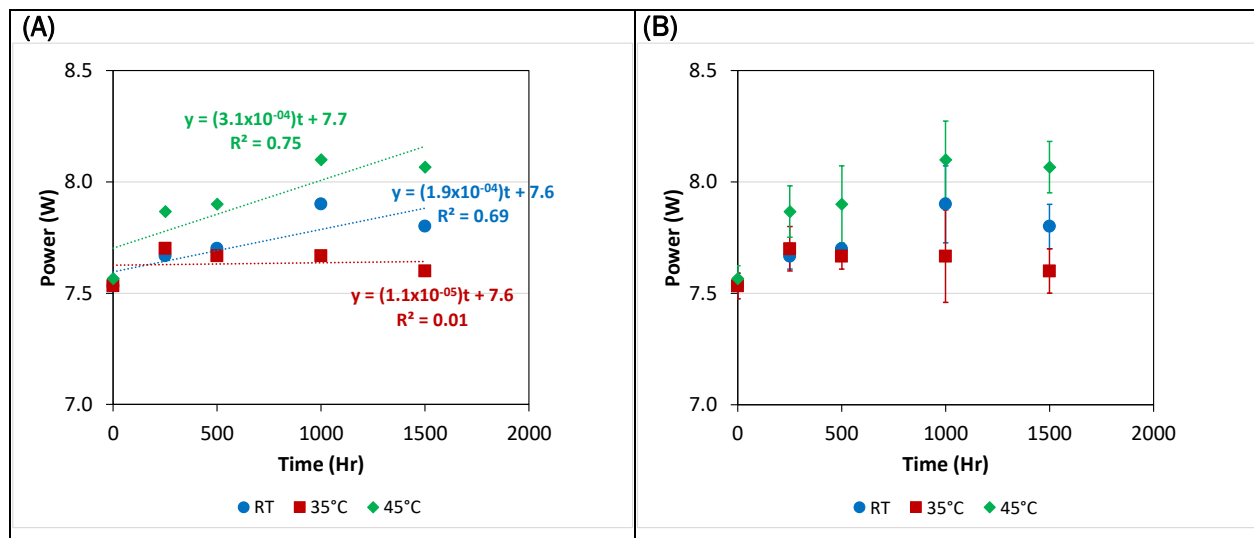 (A)
8.5
8.0
7.5
7.0
Power (W)
y = (3.1x10⁻⁰⁴)t + 7.7
R² = 0.75
y = (1.9x10⁻⁰⁴)t + 7.6
R² = 0.69
y = (1.1x10⁻⁰⁵)t + 7.6
R² = 0.01
0 500 1000 1500 2000
Time (Hr)
RT 35°C 45°C
(B)
8.5
8.0
7.5
7.0
Power (W)
0 500 1000 1500 2000
Time (Hr)
RT 35°C 45°C